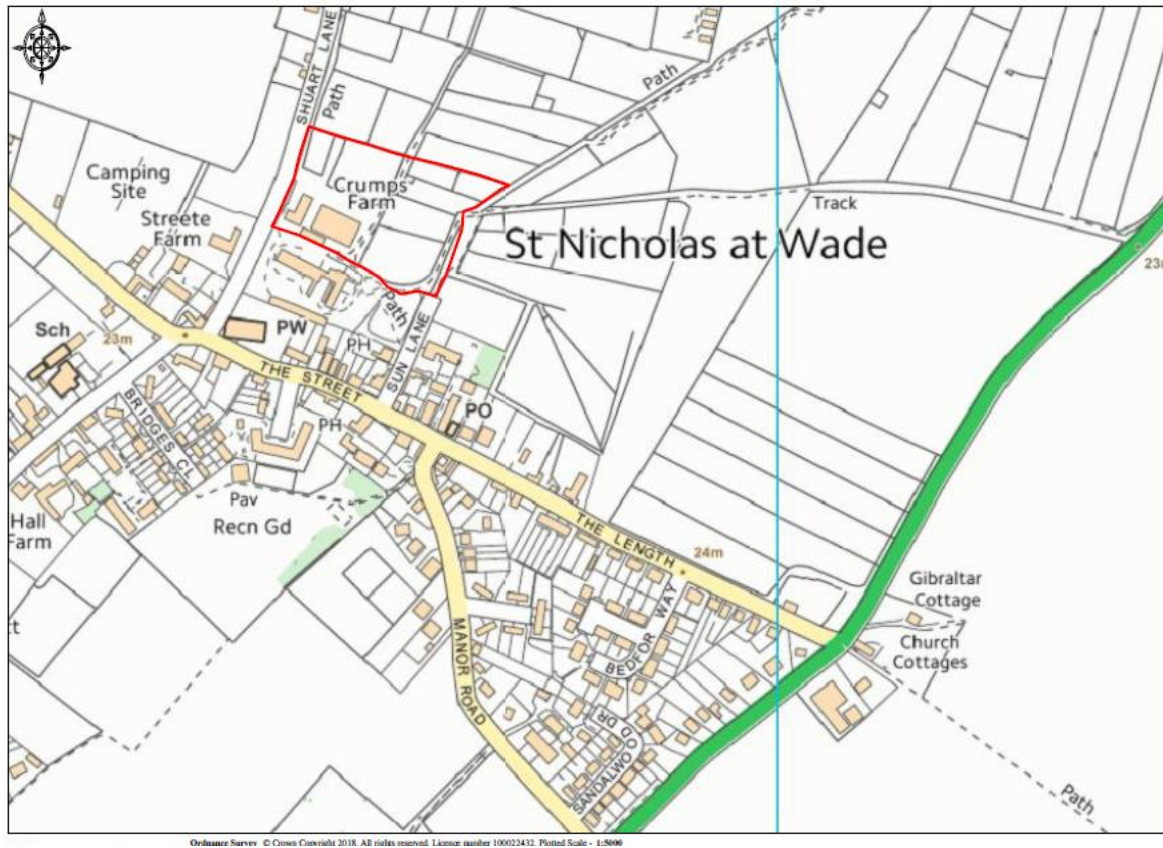 SHUART LANE
Path
Path
Camping
Site
Crumps
Farm
Streete
Farm
Track
St Nicholas at Wade
23m
Path
Sch
23m
PW
PH
SUN LANE
THE STREET
PO
BRIDGES CL
PH
Pav
Recn Gd
Hall
Farm
THE LENGTH
24m
Gibraltar
Cottage
Church
Cottages
MANOR ROAD
BEDFOR WAY
SANDALWOOD DR
Path
Ordnance Survey © Crown Copyright 2018. All rights reserved. Licence number 100022432. Plotted Scale - 1:5000